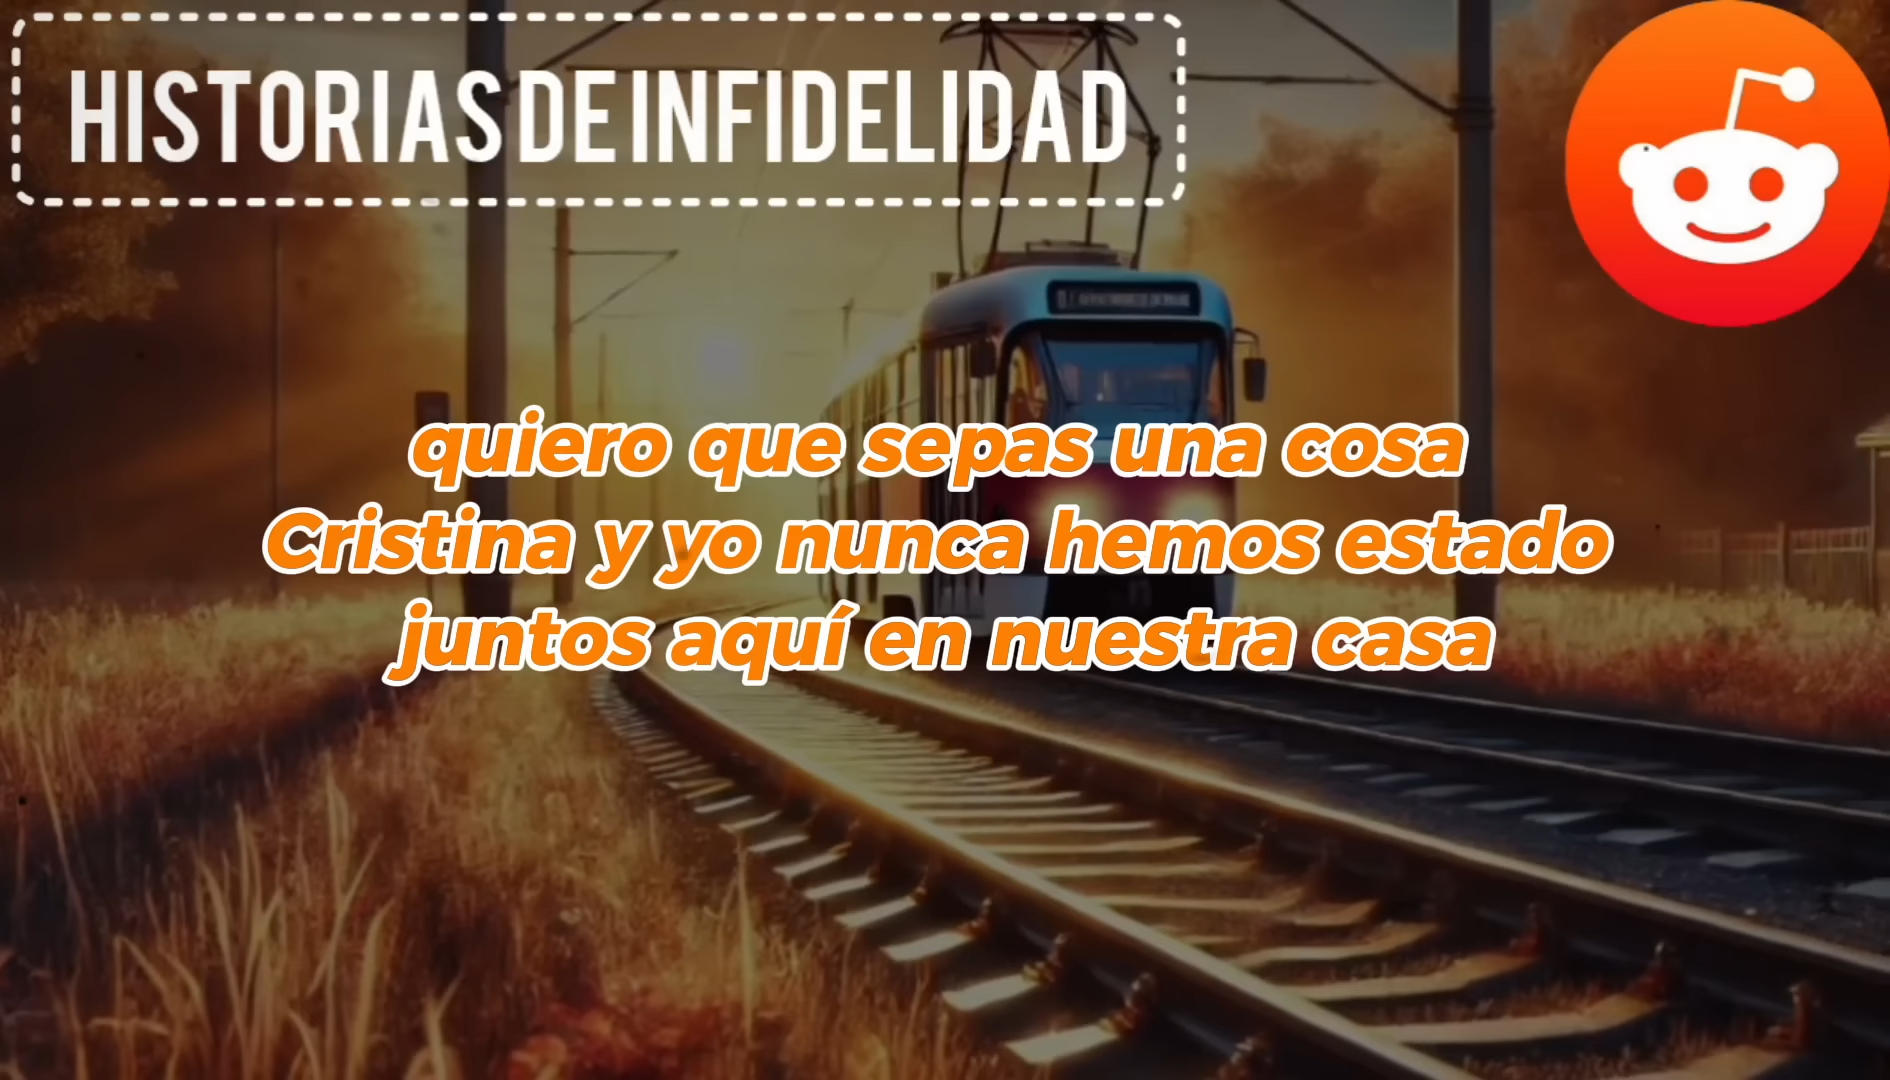 HISTORIAS DE INFIDELIDAD
quiero que sepas una cosa
Cristina y yo nunca hemos estado
juntos aquí en nuestra casa